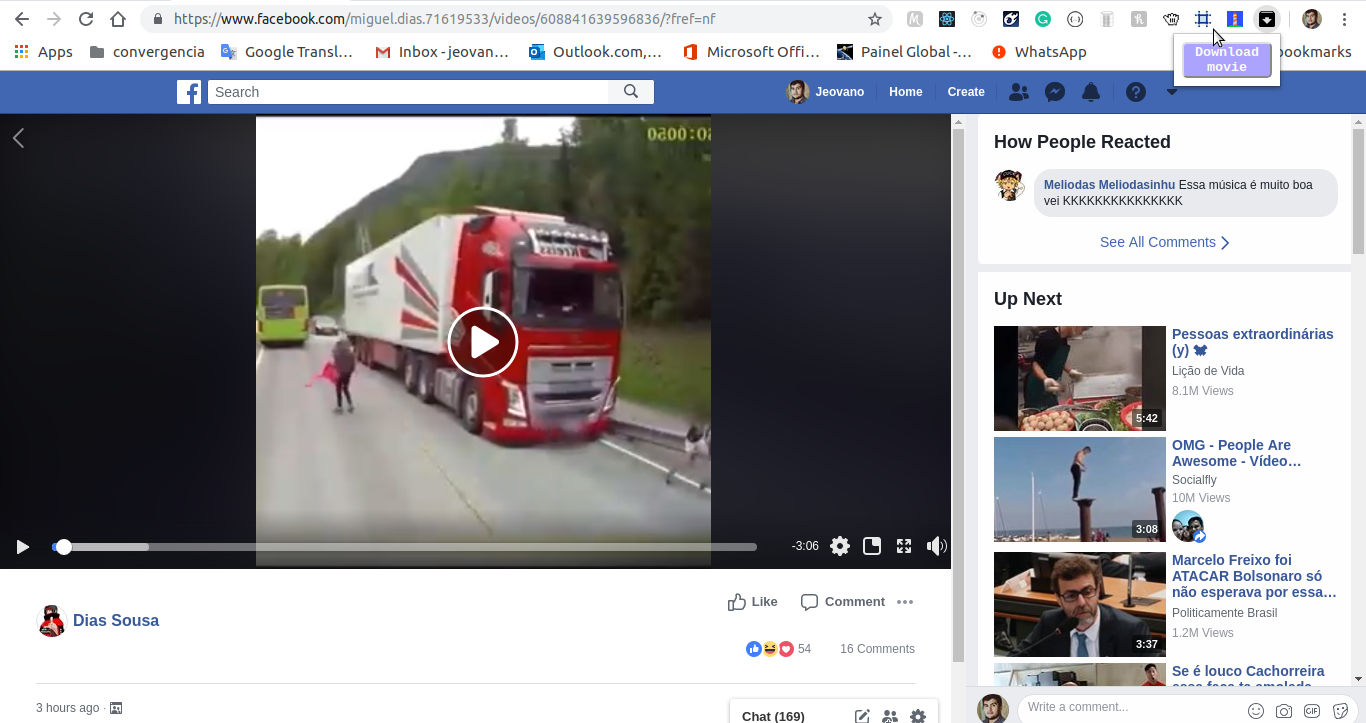 https://www.facebook.com/miguel.dias.71619533/videos/608841639596836/?fref=nf
Apps
convergencia
Google Transl...
Inbox - jeovan...
Outlook.com,...
Microsoft Offi...
Painel Global -...
WhatsApp
bookmarks
Download
movie
Search
Jeovano
Home
Create
How People Reacted
Meliodas Meliodasinhu Essa música é muito boa
vei KKKKKKKKKKKKKKK
See All Comments
Up Next
Pessoas extraordinárias
(y)
Lição de Vida
8.1M Views
5:42
OMG - People Are
Awesome - Vídeo…
Socialfly
10M Views
3:08
Marcelo Freixo foi
ATACAR Bolsonaro só
não esperava por essa…
Politicamente Brasil
1.2M Views
3:37
Se é louco Cachorreira
-3:06
Dias Sousa
Like
Comment
54
16 Comments
3 hours ago ·
Chat (169)
Write a comment...
GIF